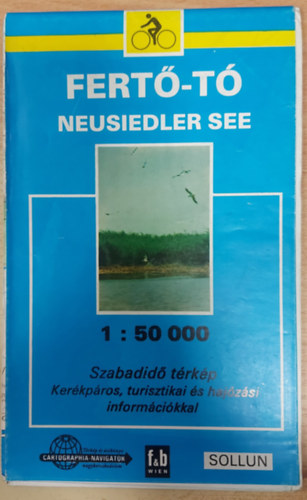 FERTŐ-TÓ
NEUSIEDLER SEE
1 : 50 000
Szabadidő térkép
Kerékpáros, turisztikai és hajózási
információkkal
CARTOGRAPHIA-NAVIGATOR
f&b
WIEN
SOLLUN